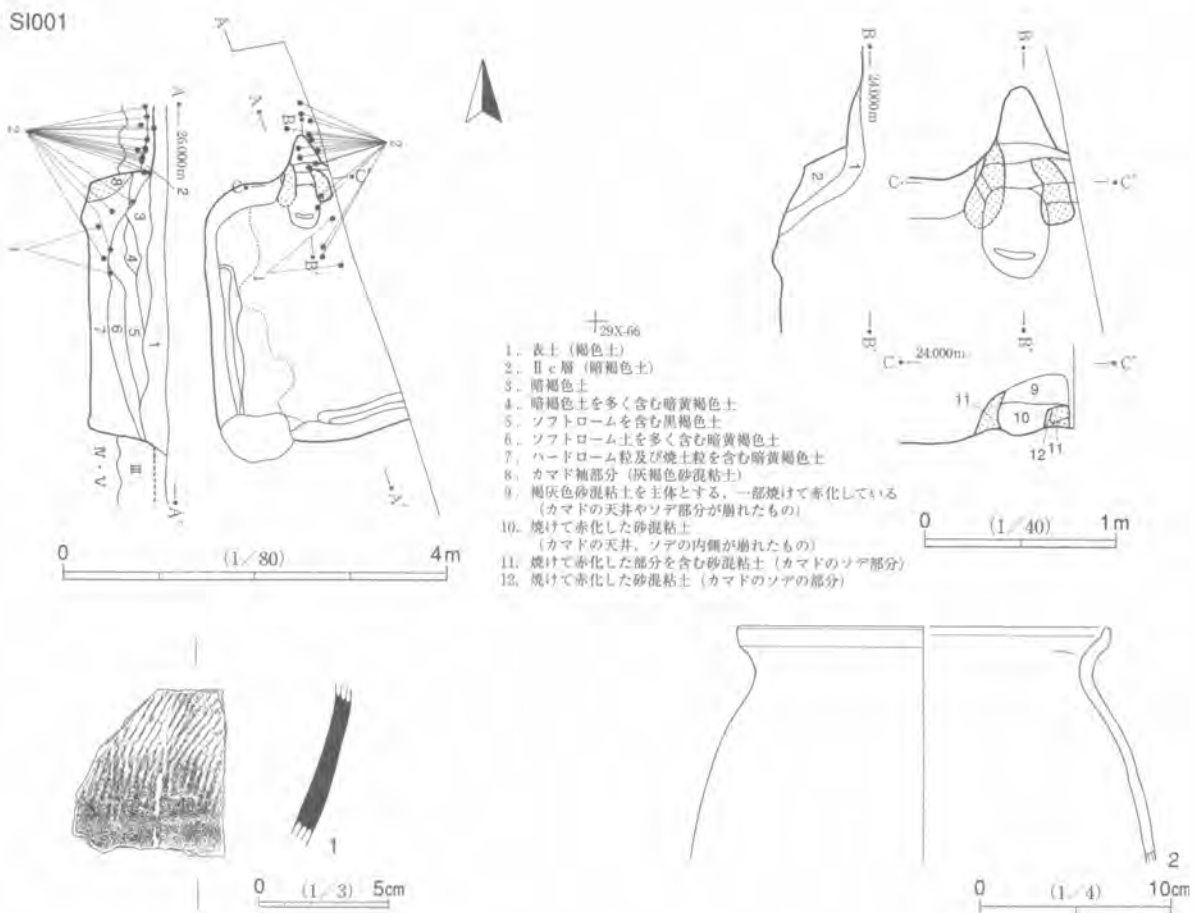 SI001
A
A
26.000m
2
2
8
3
4
5
6
7
1
1
III
IV・V
A'
A
B
C
C'
2
B'
1
A'
0
(1/80)
4m
29X-66
1. 表土(褐色土)
2. Ⅱc層(暗褐色土)
3. 暗褐色土
4. 暗褐色土を多く含む暗黄褐色土
5. ソフトロームを含む黒褐色土
6. ソフトローム土を多く含む暗黄褐色土
7. ハードローム粒及び焼土粒を含む暗黄褐色土
8. カマド袖部分(灰褐色砂混粘土)
9. 褐灰色砂混粘土を主体とする、一部焼けて赤化している
(カマドの天井やソデ部分が崩れたもの)
10. 焼けて赤化した砂混粘土
(カマドの天井、ソデの内側が崩れたもの)
11. 焼けて赤化した部分を含む砂混粘土(カマドのソデ部分)
12. 焼けて赤化した砂混粘土(カマドのソデの部分)
B
24.000m
1
2
B'
B
C
C'
B'
C
24.000m
C'
11
9
10
12
11
0
(1/40)
1m
1
0
(1/3)
5cm
2
0
(1/4)
10cm